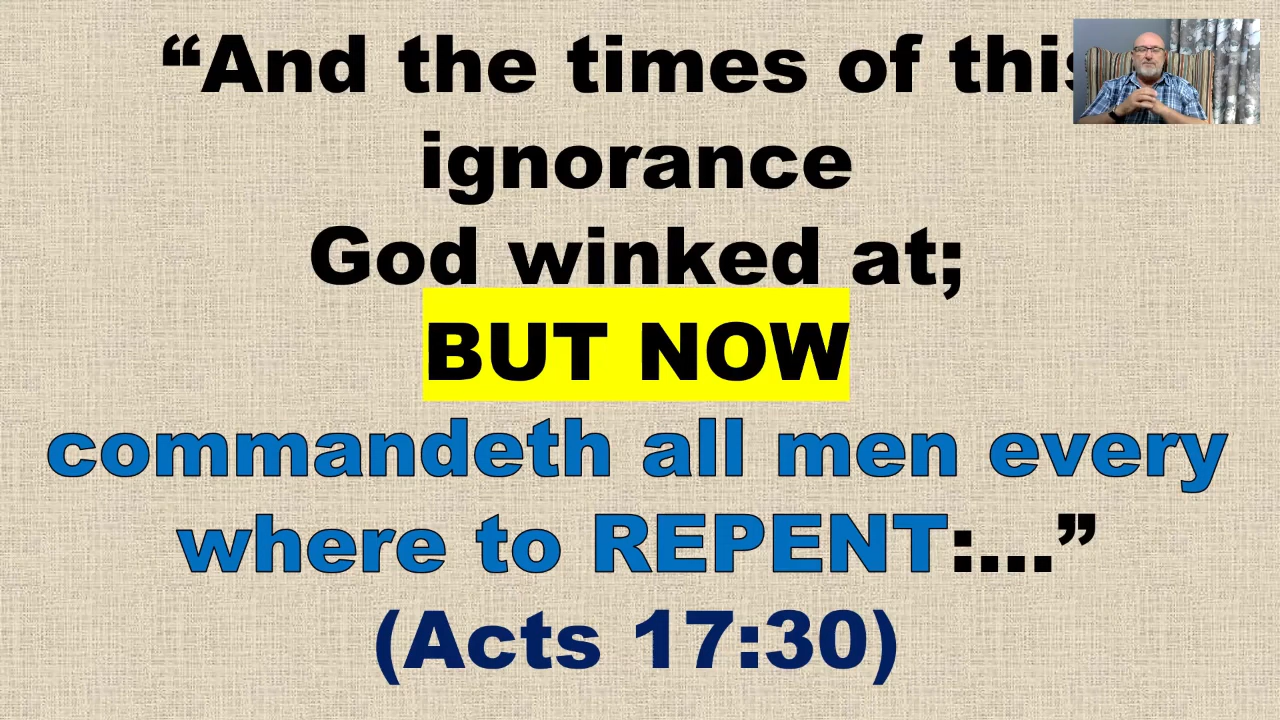 “And the times of this
ignorance
God winked at;
BUT NOW
commandeth all men every
where to REPENT:...”
(Acts 17:30)